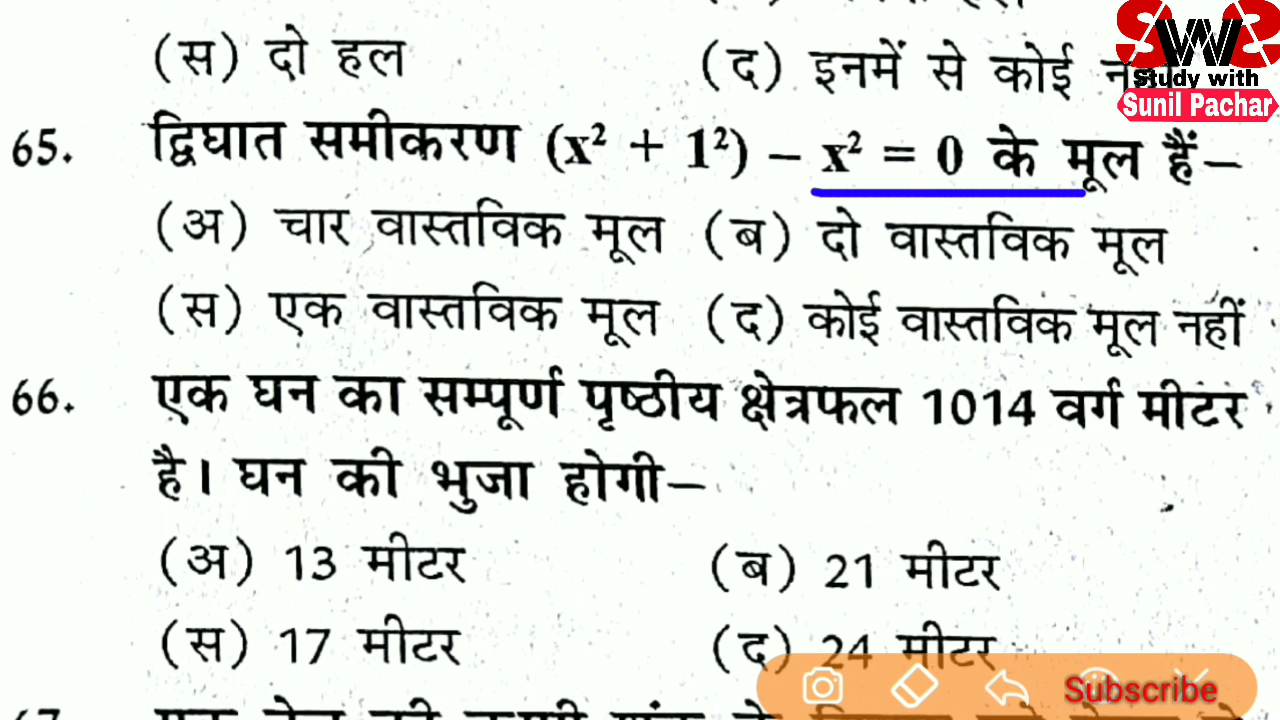 (स) दो हल (द) इनमें से कोई
Study with
Sunil Pachar
65. द्विघात समीकरण (x² + 1²) – x² = 0 के मूल हैं–
(अ) चार वास्तविक मूल (ब) दो वास्तविक मूल
(स) एक वास्तविक मूल (द) कोई वास्तविक मूल नहीं
66. एक घन का सम्पूर्ण पृष्ठीय क्षेत्रफल 1014 वर्ग मीटर
है। घन की भुजा होगी–
(अ) 13 मीटर (ब) 21 मीटर
(स) 17 मीटर (द) 24 मीटर
Subscribe